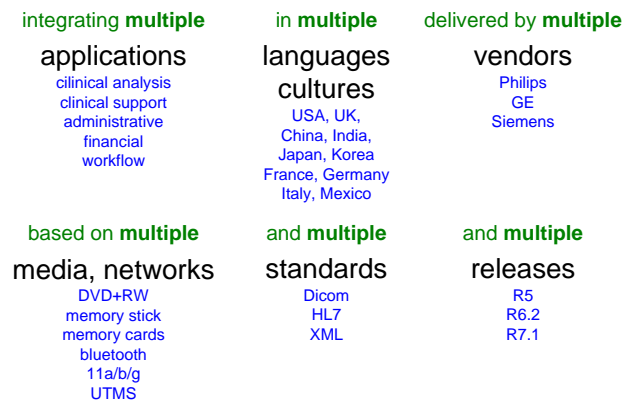 integrating multiple
applications
cilinical analysis
clinical support
administrative
financial
workflow
in multiple
languages
cultures
USA, UK,
China, India,
Japan, Korea
France, Germany
Italy, Mexico
delivered by multiple
vendors
Philips
GE
Siemens
based on multiple
media, networks
DVD+RW
memory stick
memory cards
bluetooth
11a/b/g
UTMS
and multiple
standards
Dicom
HL7
XML
and multiple
releases
R5
R6.2
R7.1